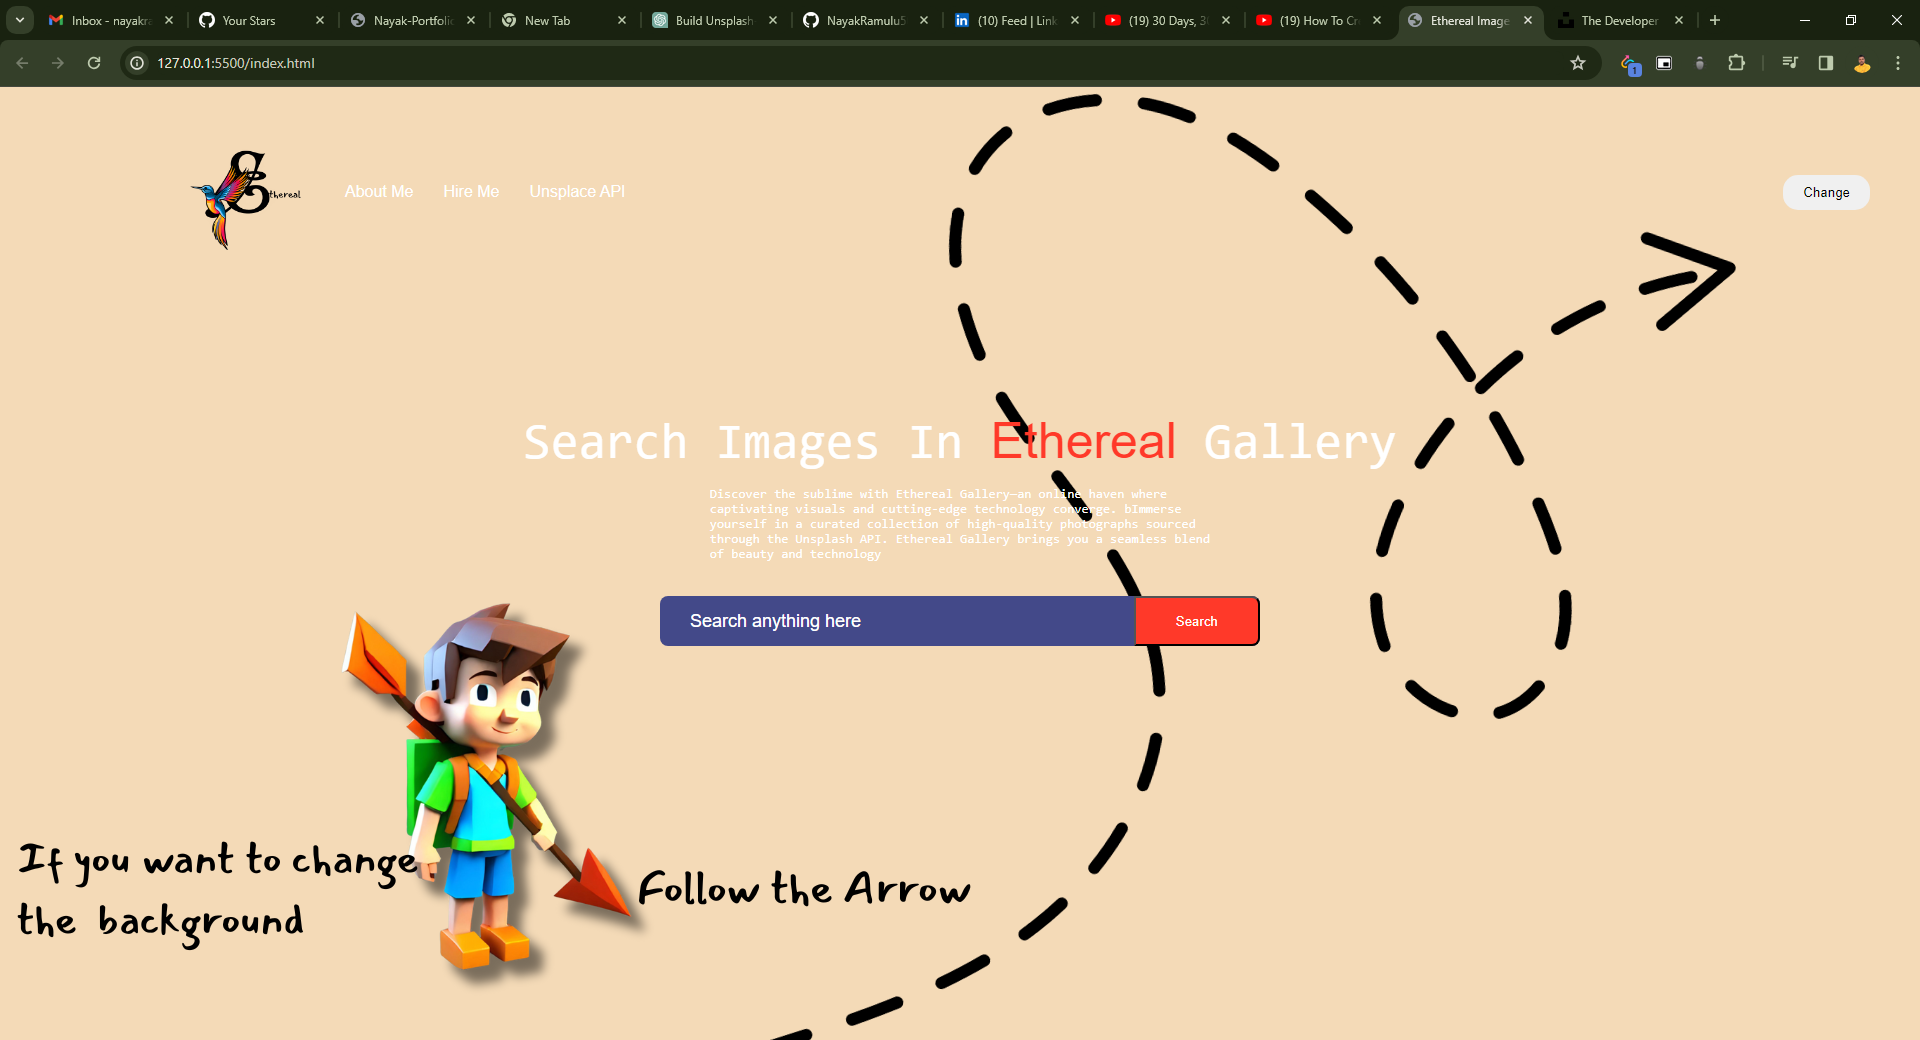 Inbox - nayakra
Your Stars
Nayak-Portfolio
New Tab
Build Unsplash
NayakRamulu5
(10) Feed | Link
(19) 30 Days, 3
(19) How To Cr
Ethereal Image
The Developer
127.0.0.1:5500/index.html
1
thereal
About Me
Hire Me
Unsplace API
Change
Search Images In Ethereal Gallery
Discover the sublime with Ethereal Gallery—an online haven where
captivating visuals and cutting-edge technology converge. bImmerse
yourself in a curated collection of high-quality photographs sourced
through the Unsplash API. Ethereal Gallery brings you a seamless blend
of beauty and technology
Search anything here
Search
If you want to change
the background
Follow the Arrow